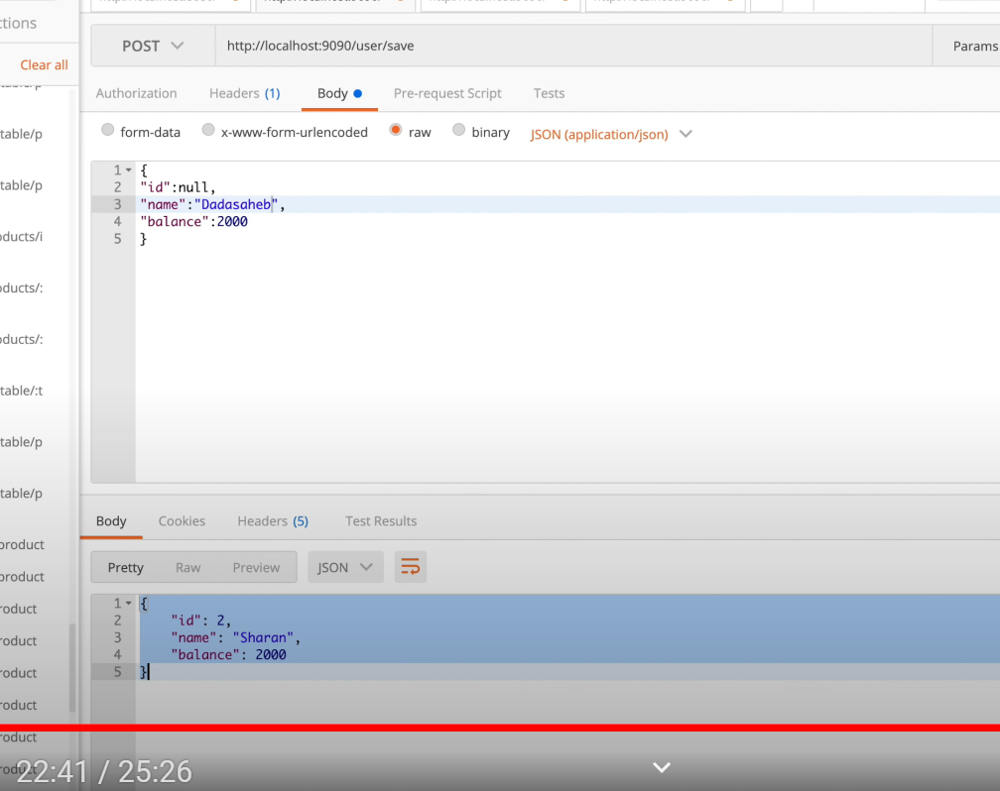 ctions
POST http://localhost:9090/user/save Params
Clear all
Authorization Headers (1) Body Pre-request Script Tests
form-data x-www-form-urlencoded raw binary JSON (application/json)
table/p
table/p
oducts/i
oducts/:
oducts/:
table/:t
table/p
table/p
product
product
roduct
roduct
roduct
roduct
roduct
1 {
2 "id":null,
3 "name":"Dadasaheb",
4 "balance":2000
5 }
Body Cookies Headers (5) Test Results
Pretty Raw Preview JSON
1 {
2 "id": 2,
3 "name": "Sharan",
4 "balance": 2000
5 }
22:41 / 25:26